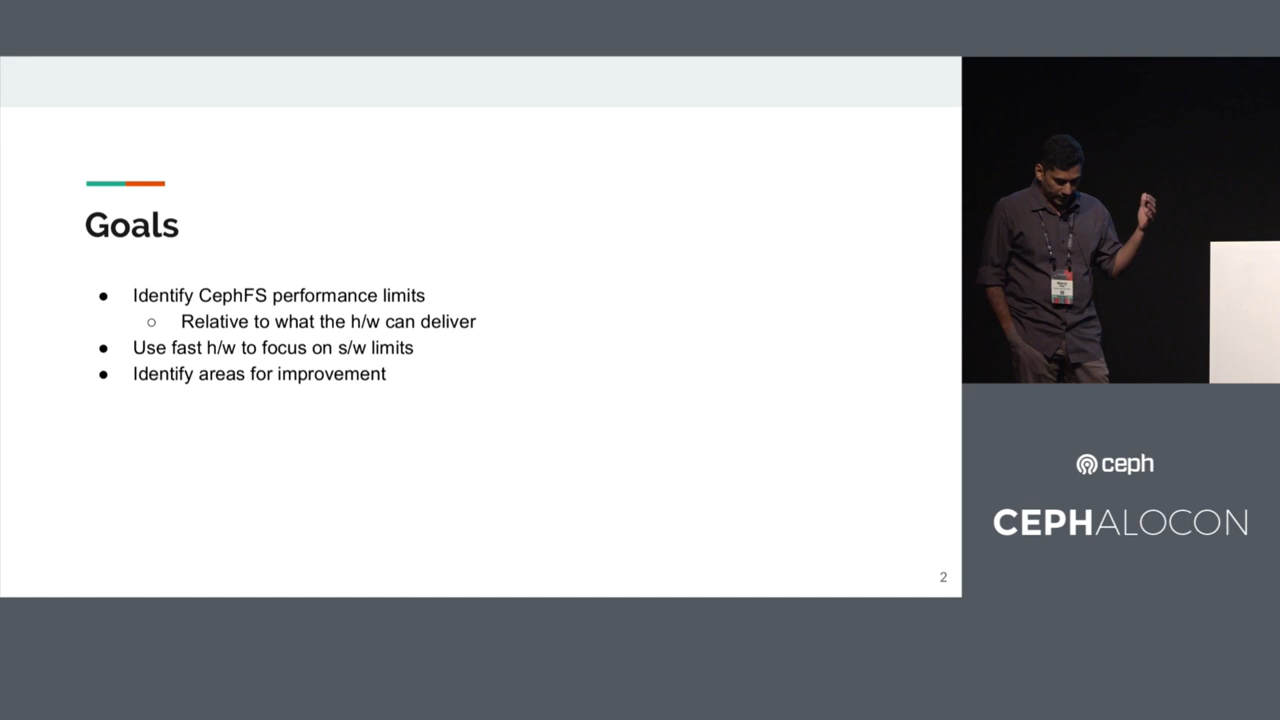 Goals
● Identify CephFS performance limits
○ Relative to what the h/w can deliver
● Use fast h/w to focus on s/w limits
● Identify areas for improvement
2
ceph
CEPHALOCON